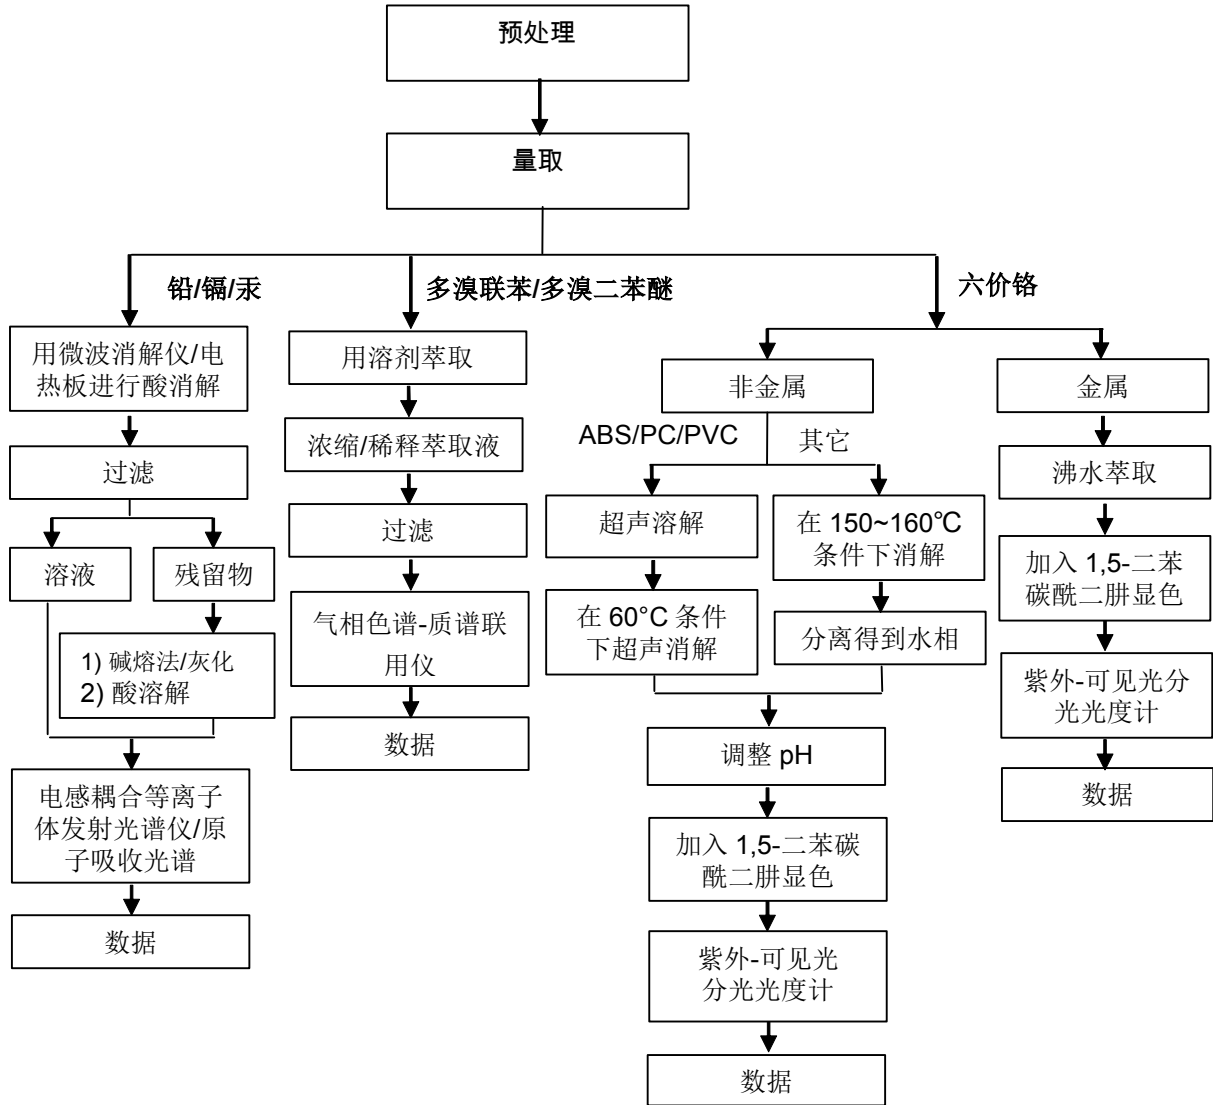 预处理
量取
铅/镉/汞
多溴联苯/多溴二苯醚
六价铬
用微波消解仪/电
热板进行酸消解
过滤
溶液
残留物
1) 碱熔法/灰化
2) 酸溶解
电感耦合等离子
体发射光谱仪/原
子吸收光谱
数据
用溶剂萃取
浓缩/稀释萃取液
过滤
气相色谱-质谱联
用仪
数据
非金属
ABS/PC/PVC
其它
超声溶解
在 60°C 条件
下超声消解
在 150~160℃
条件下消解
分离得到水相
调整 pH
加入 1,5-二苯碳
酰二肼显色
紫外-可见光
分光光度计
数据
金属
沸水萃取
加入 1,5-二苯
碳酰二肼显色
紫外-可见光分
光光度计
数据